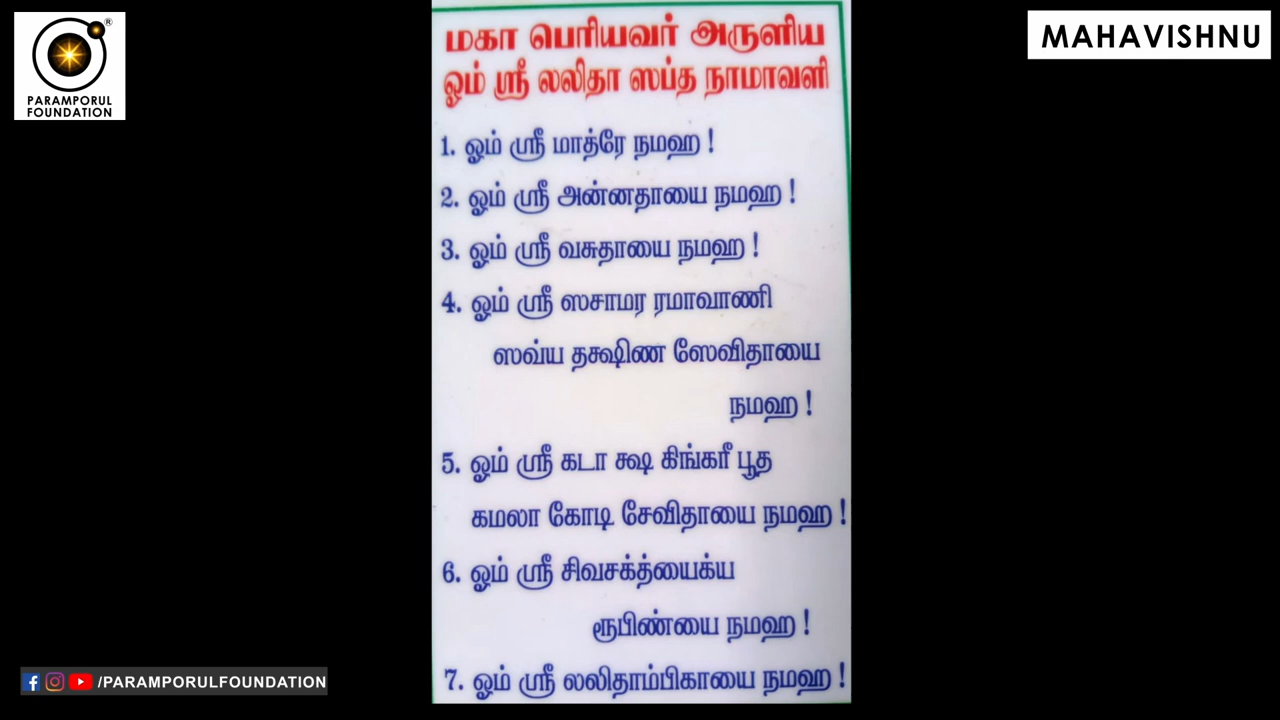 PARAMPORUL
FOUNDATION
®
MAHAVISHNU
மகா பெரியவர் அருளிய
ஓம் ஸ்ரீ லலிதா ஸப்த நாமாவளி
1. ஓம் ஸ்ரீ மாத்ரே நமஹ !
2. ஓம் ஸ்ரீ அன்னதாயை நமஹ !
3. ஓம் ஸ்ரீ வசுதாயை நமஹ !
4. ஓம் ஸ்ரீ ஸசாமர ரமாவாணி
ஸவ்ய தக்ஷிண ஸேவிதாயை
நமஹ !
5. ஓம் ஸ்ரீ கடா க்ஷ கிங்கரீ பூத
கமலா கோடி சேவிதாயை நமஹ !
6. ஓம் ஸ்ரீ சிவசக்த்யைக்ய
ரூபிண்யை நமஹ !
7. ஓம் ஸ்ரீ லலிதாம்பிகாயை நமஹ !
/PARAMPORULFOUNDATION